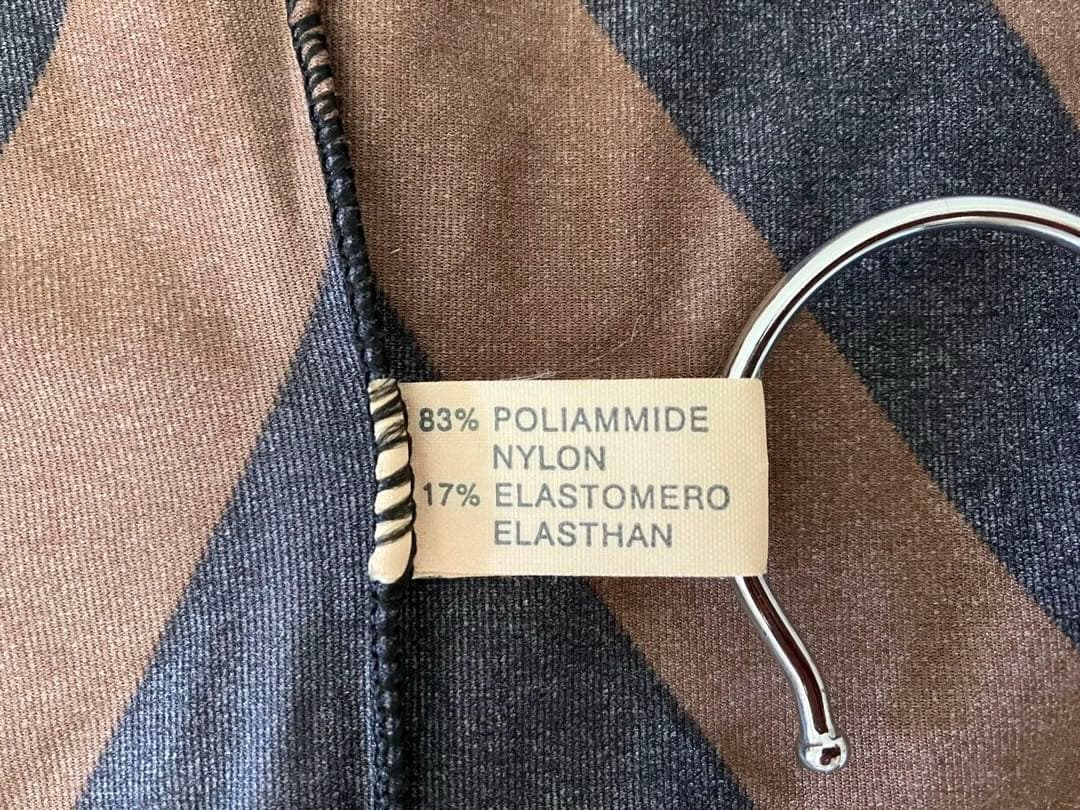 83% POLIAMMIDE
NYLON
17% ELASTOMERO
ELASTHAN